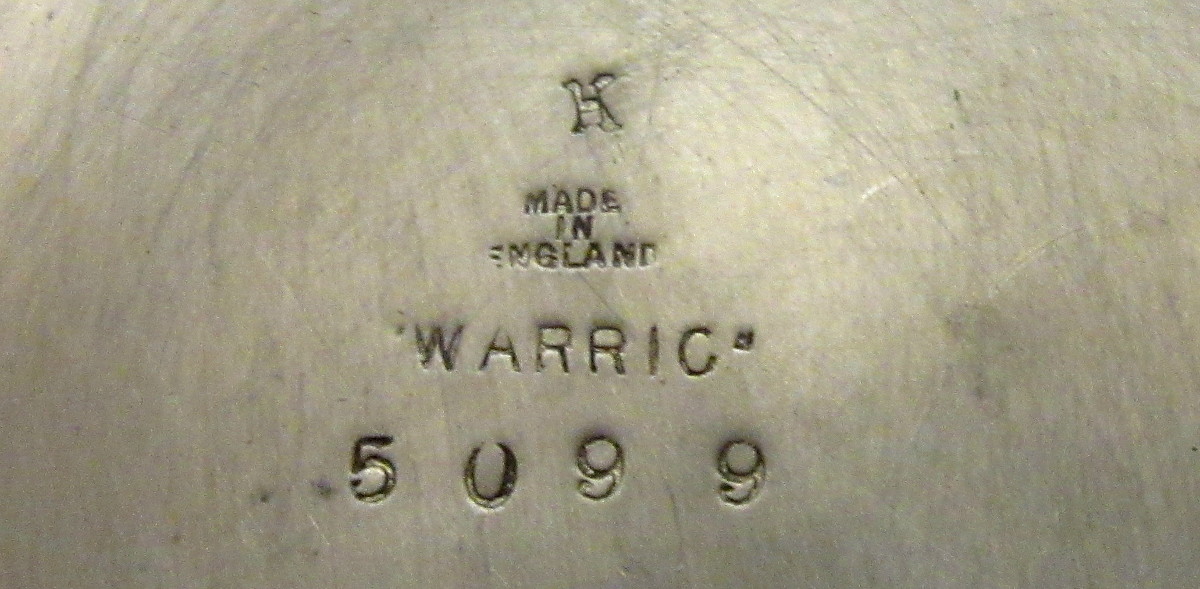 K
MADE
IN
ENGLAND
"WARRIC"
5099